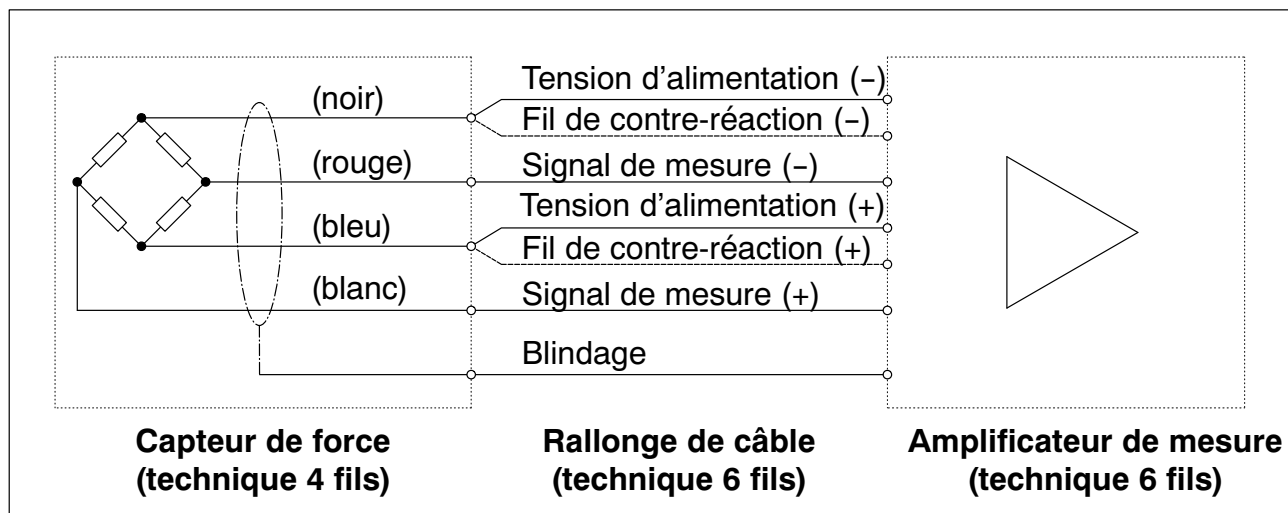 Tension d’alimentation (–)
(noir)
Fil de contre-réaction (–)
(rouge)
Signal de mesure (–)
Tension d’alimentation (+)
(bleu)
Fil de contre-réaction (+)
(blanc)
Signal de mesure (+)
Blindage
Capteur de force
(technique 4 fils)
Rallonge de câble
(technique 6 fils)
Amplificateur de mesure
(technique 6 fils)